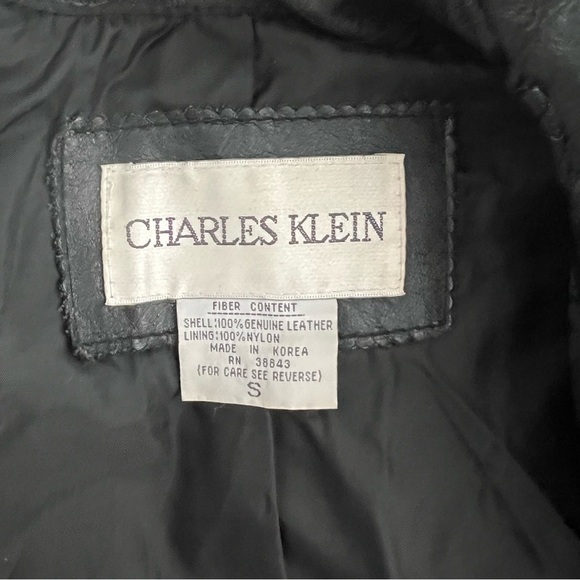 CHARLES KLEIN
FIBER CONTENT
SHELL:100%GENUINE LEATHER
LINING:100%NYLON
MADE IN KOREA
RN 38843
(FOR CARE SEE REVERSE)
S